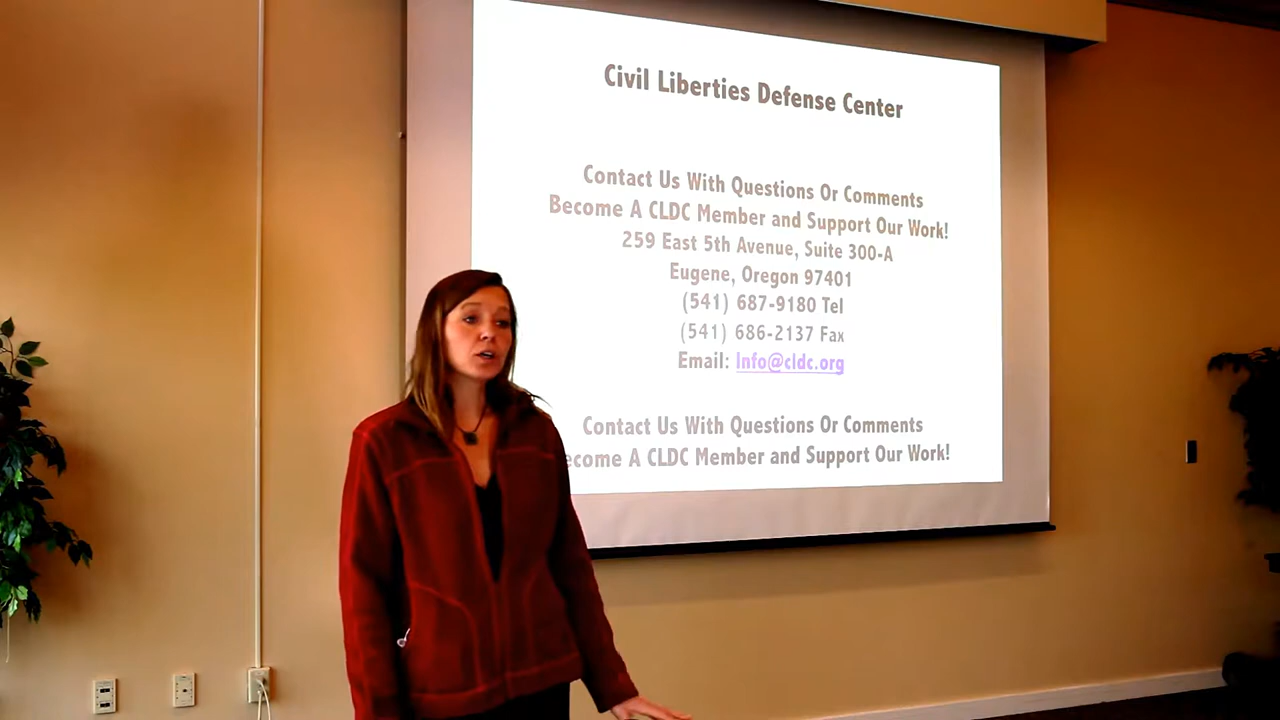 Civil Liberties Defense Center
Contact Us With Questions Or Comments
Become A CLDC Member and Support Our Work!
259 East 5th Avenue, Suite 300-A
Eugene, Oregon 97401
(541) 687-9180 Tel
(541) 686-2137 Fax
Email: Info@cldc.org
Contact Us With Questions Or Comments
ecome A CLDC Member and Support Our Work!